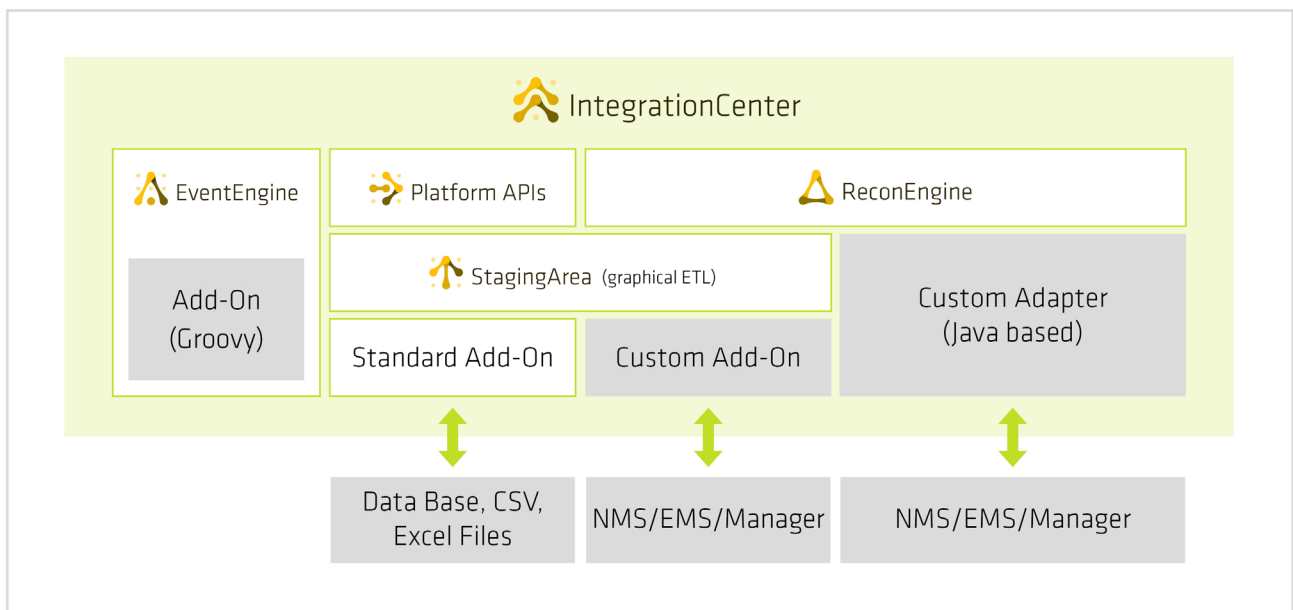 IntegrationCenter
EventEngine
Platform APIs
ReconEngine
StagingArea (graphical ETL)
Add-On
(Groovy)
Custom Adapter
(Java based)
Standard Add-On
Custom Add-On
Data Base, CSV,
Excel Files
NMS/EMS/Manager
NMS/EMS/Manager